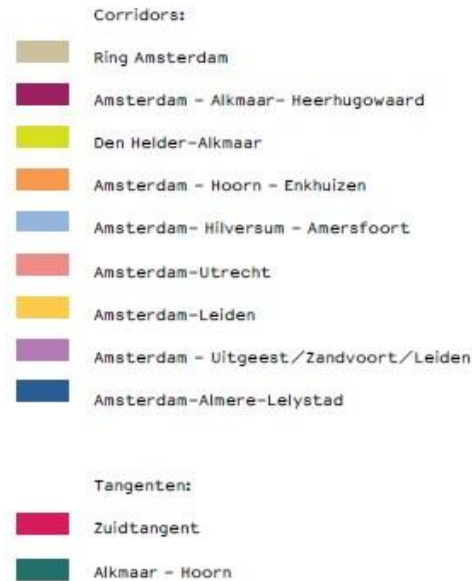 Corridors:
Ring Amsterdam
Amsterdam - Alkmaar- Heerhugowaard
Den Helder-Alkmaar
Amsterdam - Hoorn - Enkhuizen
Amsterdam- Hilversum - Amersfoort
Amsterdam-Utrecht
Amsterdam-Leiden
Amsterdam - Uitgeest/Zandvoort/Leiden
Amsterdam-Almere-Lelystad
Tangenten:
Zuidtangent
Alkmaar - Hoorn